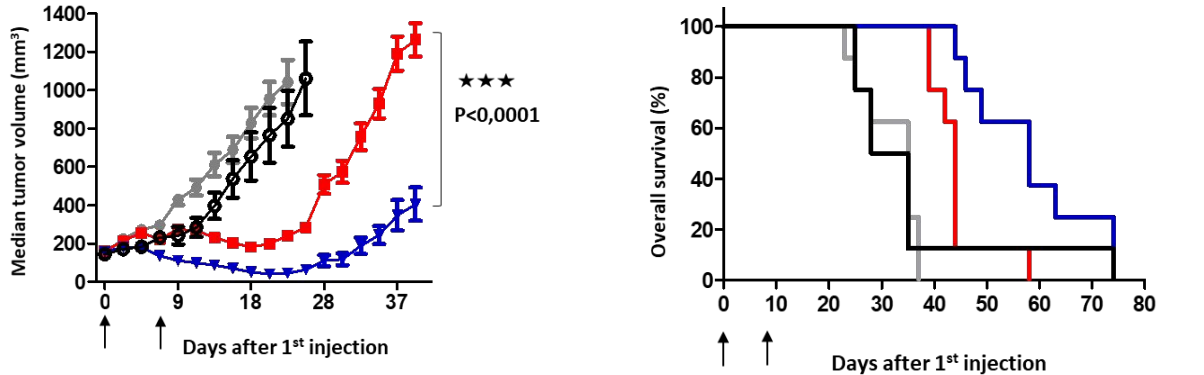 Median tumor volume (mm³)
1400
1200
1000
800
600
400
200
0
0 9 18 28 37
Days after 1st injection
★★★
P<0,0001
Overall survival (%)
100
80
60
40
20
0
0 10 20 30 40 50 60 70 80
Days after 1st injection